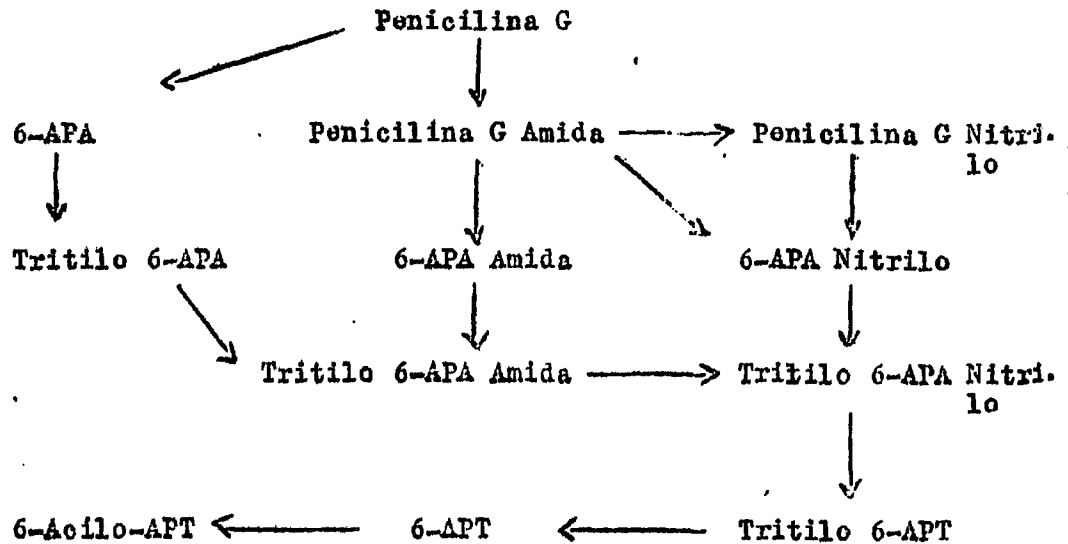 Penicilina G
6-APA Penicilina G Amida Penicilina G Nitri-
lo
Tritilo 6-APA 6-APA Amida 6-APA Nitrilo
Tritilo 6-APA Amida Tritilo 6-APA Nitri-
lo
6-Acilo-APT 6-APT Tritilo 6-APT